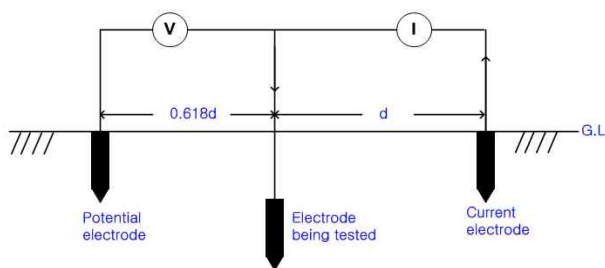 V
I
0.618d
d
G.L
Potential
electrode
Electrode
being tested
Current
electrode